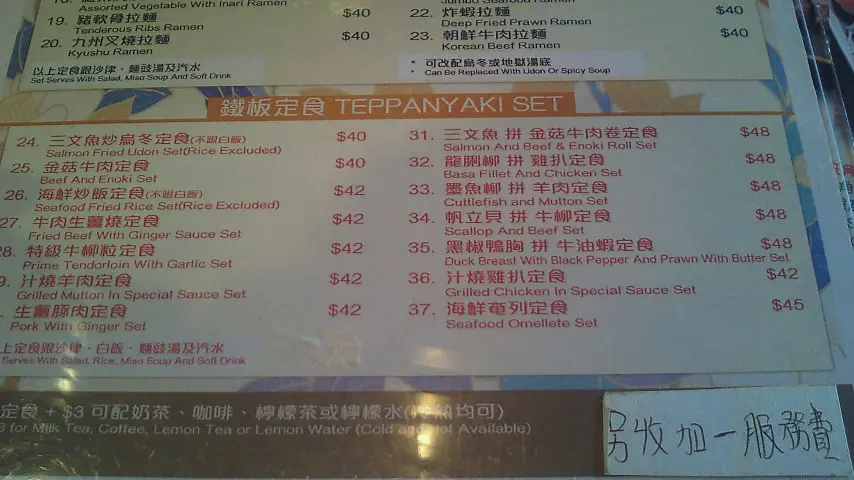 Assorted Vegetable With Inari Ramen
19. 豬軟骨拉麵 $40
Tenderous Ribs Ramen
20. 九州叉燒拉麵 $40
Kyushu Ramen
以上定食跟沙律、麵豉湯及汽水
Set Serves With Salad, Miso Soup And Soft Drink
Jumbo Seafood Ramen
22. 炸蝦拉麵 $40
Deep Fried Prawn Ramen
23. 朝鮮牛肉拉麵 $40
Korean Beef Ramen
* 可改配烏冬或地獄湯底
* Can Be Replaced With Udon Or Spicy Soup
鐵板定食 TEPPANYAKI SET
24. 三文魚炒烏冬定食(不跟白飯) $40
Salmon Fried Udon Set(Rice Excluded)
25. 金菇牛肉定食 $40
Beef And Enoki Set
26. 海鮮炒飯定食(不跟白飯) $42
Seafood Fried Rice Set(Rice Excluded)
27. 牛肉生薑燒定食 $42
Fried Beef With Ginger Sauce Set
28. 特級牛柳粒定食 $42
Prime Tendorloin With Garlic Set
9. 汁燒羊肉定食 $42
Grilled Mutton In Special Sauce Set
. 生薑豚肉定食 $42
Pork With Ginger Set
上定食跟沙律、白飯、麵豉湯及汽水
Serves With Salad, Rice, Miso Soup And Soft Drink
31. 三文魚 拼 金菇牛肉卷定食 $48
Salmon And Beef & Enoki Roll Set
32. 龍脷柳 拼 雞扒定食 $48
Basa Fillet And Chicken Set
33. 墨魚柳 拼 羊肉定食 $48
Cuttlefish and Mutton Set
34. 帆立貝 拼 牛柳定食 $48
Scallop And Beef Set
35. 黑椒鴨胸 拼 牛油蝦定食 $48
Duck Breast With Black Pepper And Prawn With Butter Set
36. 汁燒雞扒定食 $42
Grilled Chicken In Special Sauce Set
37. 海鮮奄列定食 $45
Seafood Omellete Set
定食 + $3 可配奶茶、咖啡、檸檬茶或檸檬水(冷熱均可)
3 for Milk Tea, Coffee, Lemon Tea or Lemon Water (Cold and Hot Available)
另收加一服務費